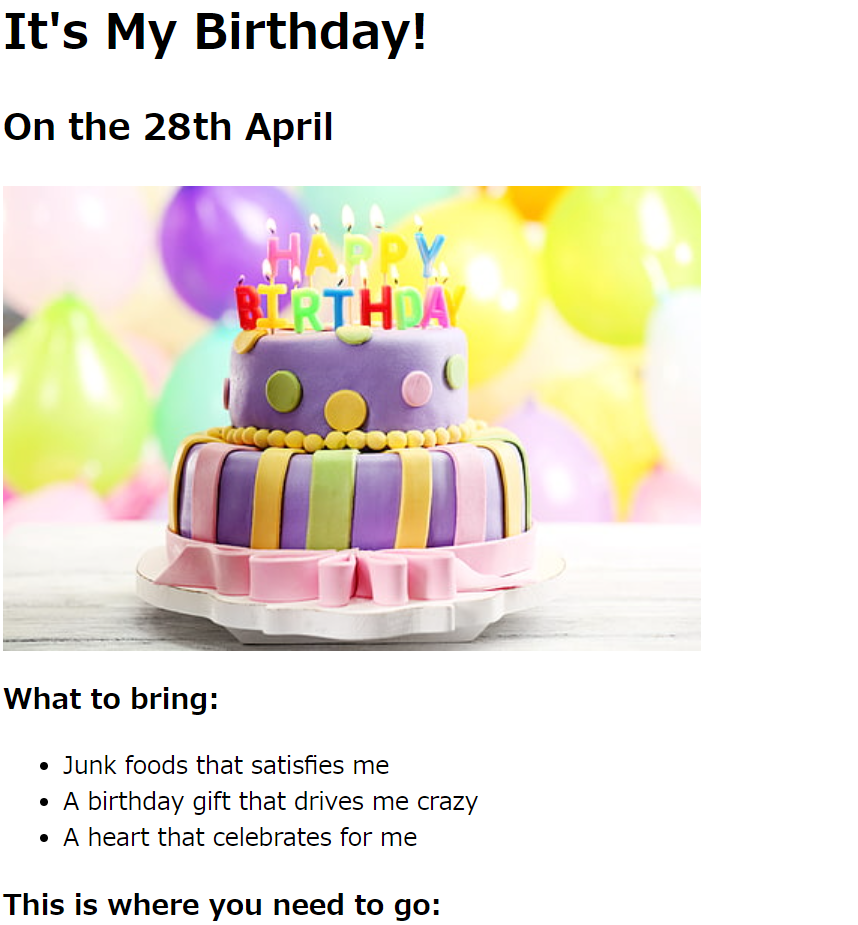 It's My Birthday!
On the 28th April
HAPPY
BIRTHDAY
What to bring:
Junk foods that satisfies me
A birthday gift that drives me crazy
A heart that celebrates for me
This is where you need to go: